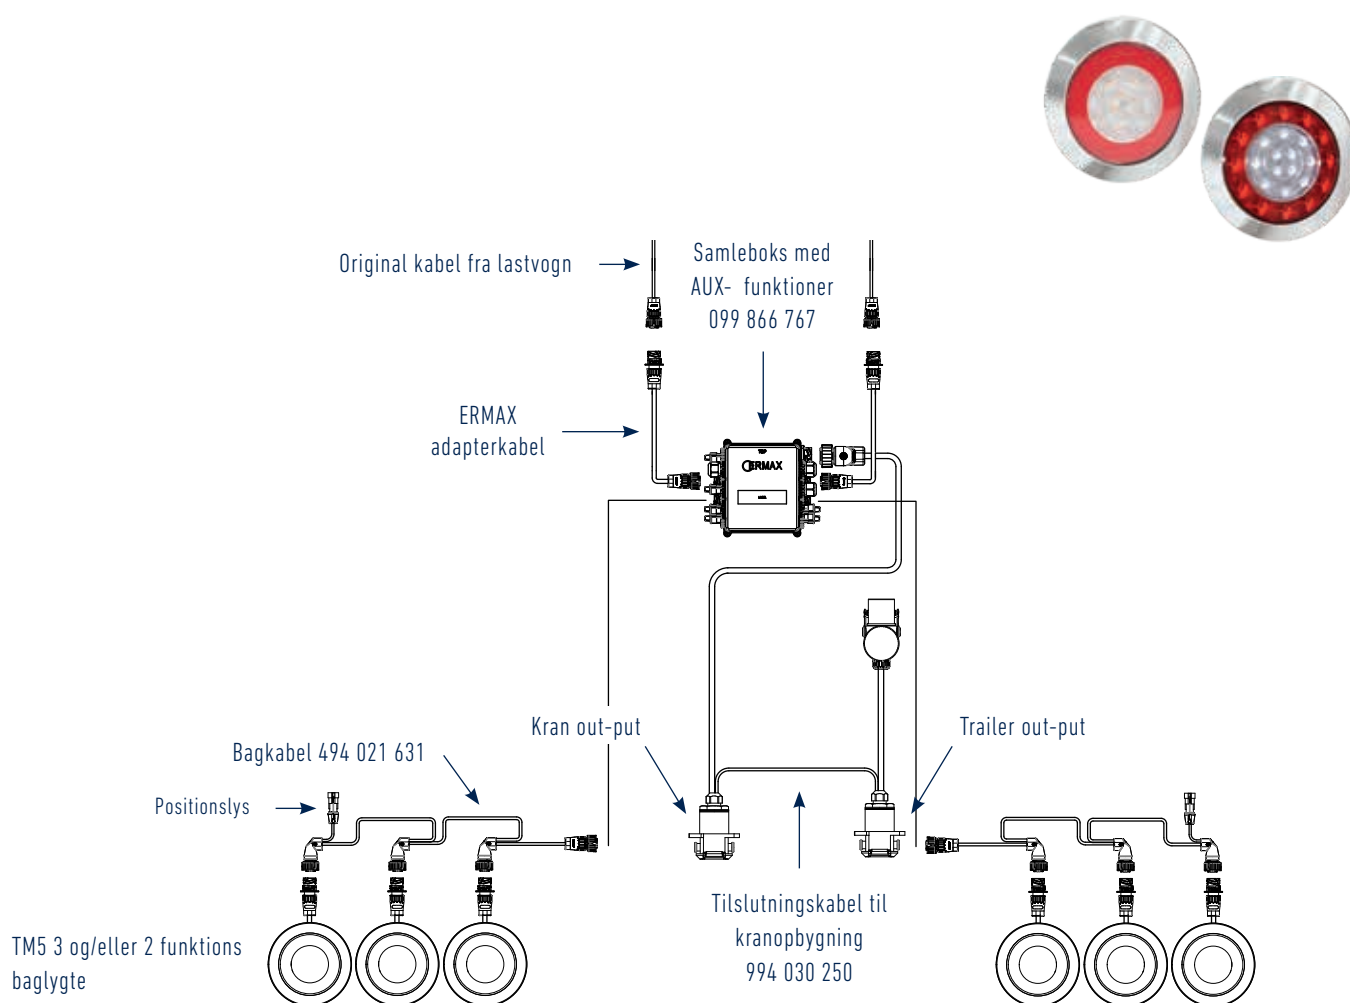 Original kabel fra lastvogn
Samleboks med
AUX- funktioner
099 866 767
ERMAX
adapterkabel
TOP
ERMAX
Kran out-put
Trailer out-put
Bagkabel 494 021 631
Positionslys
Tilslutningskabel til
kranopbygning
994 030 250
TM5 3 og/eller 2 funktions
baglygte